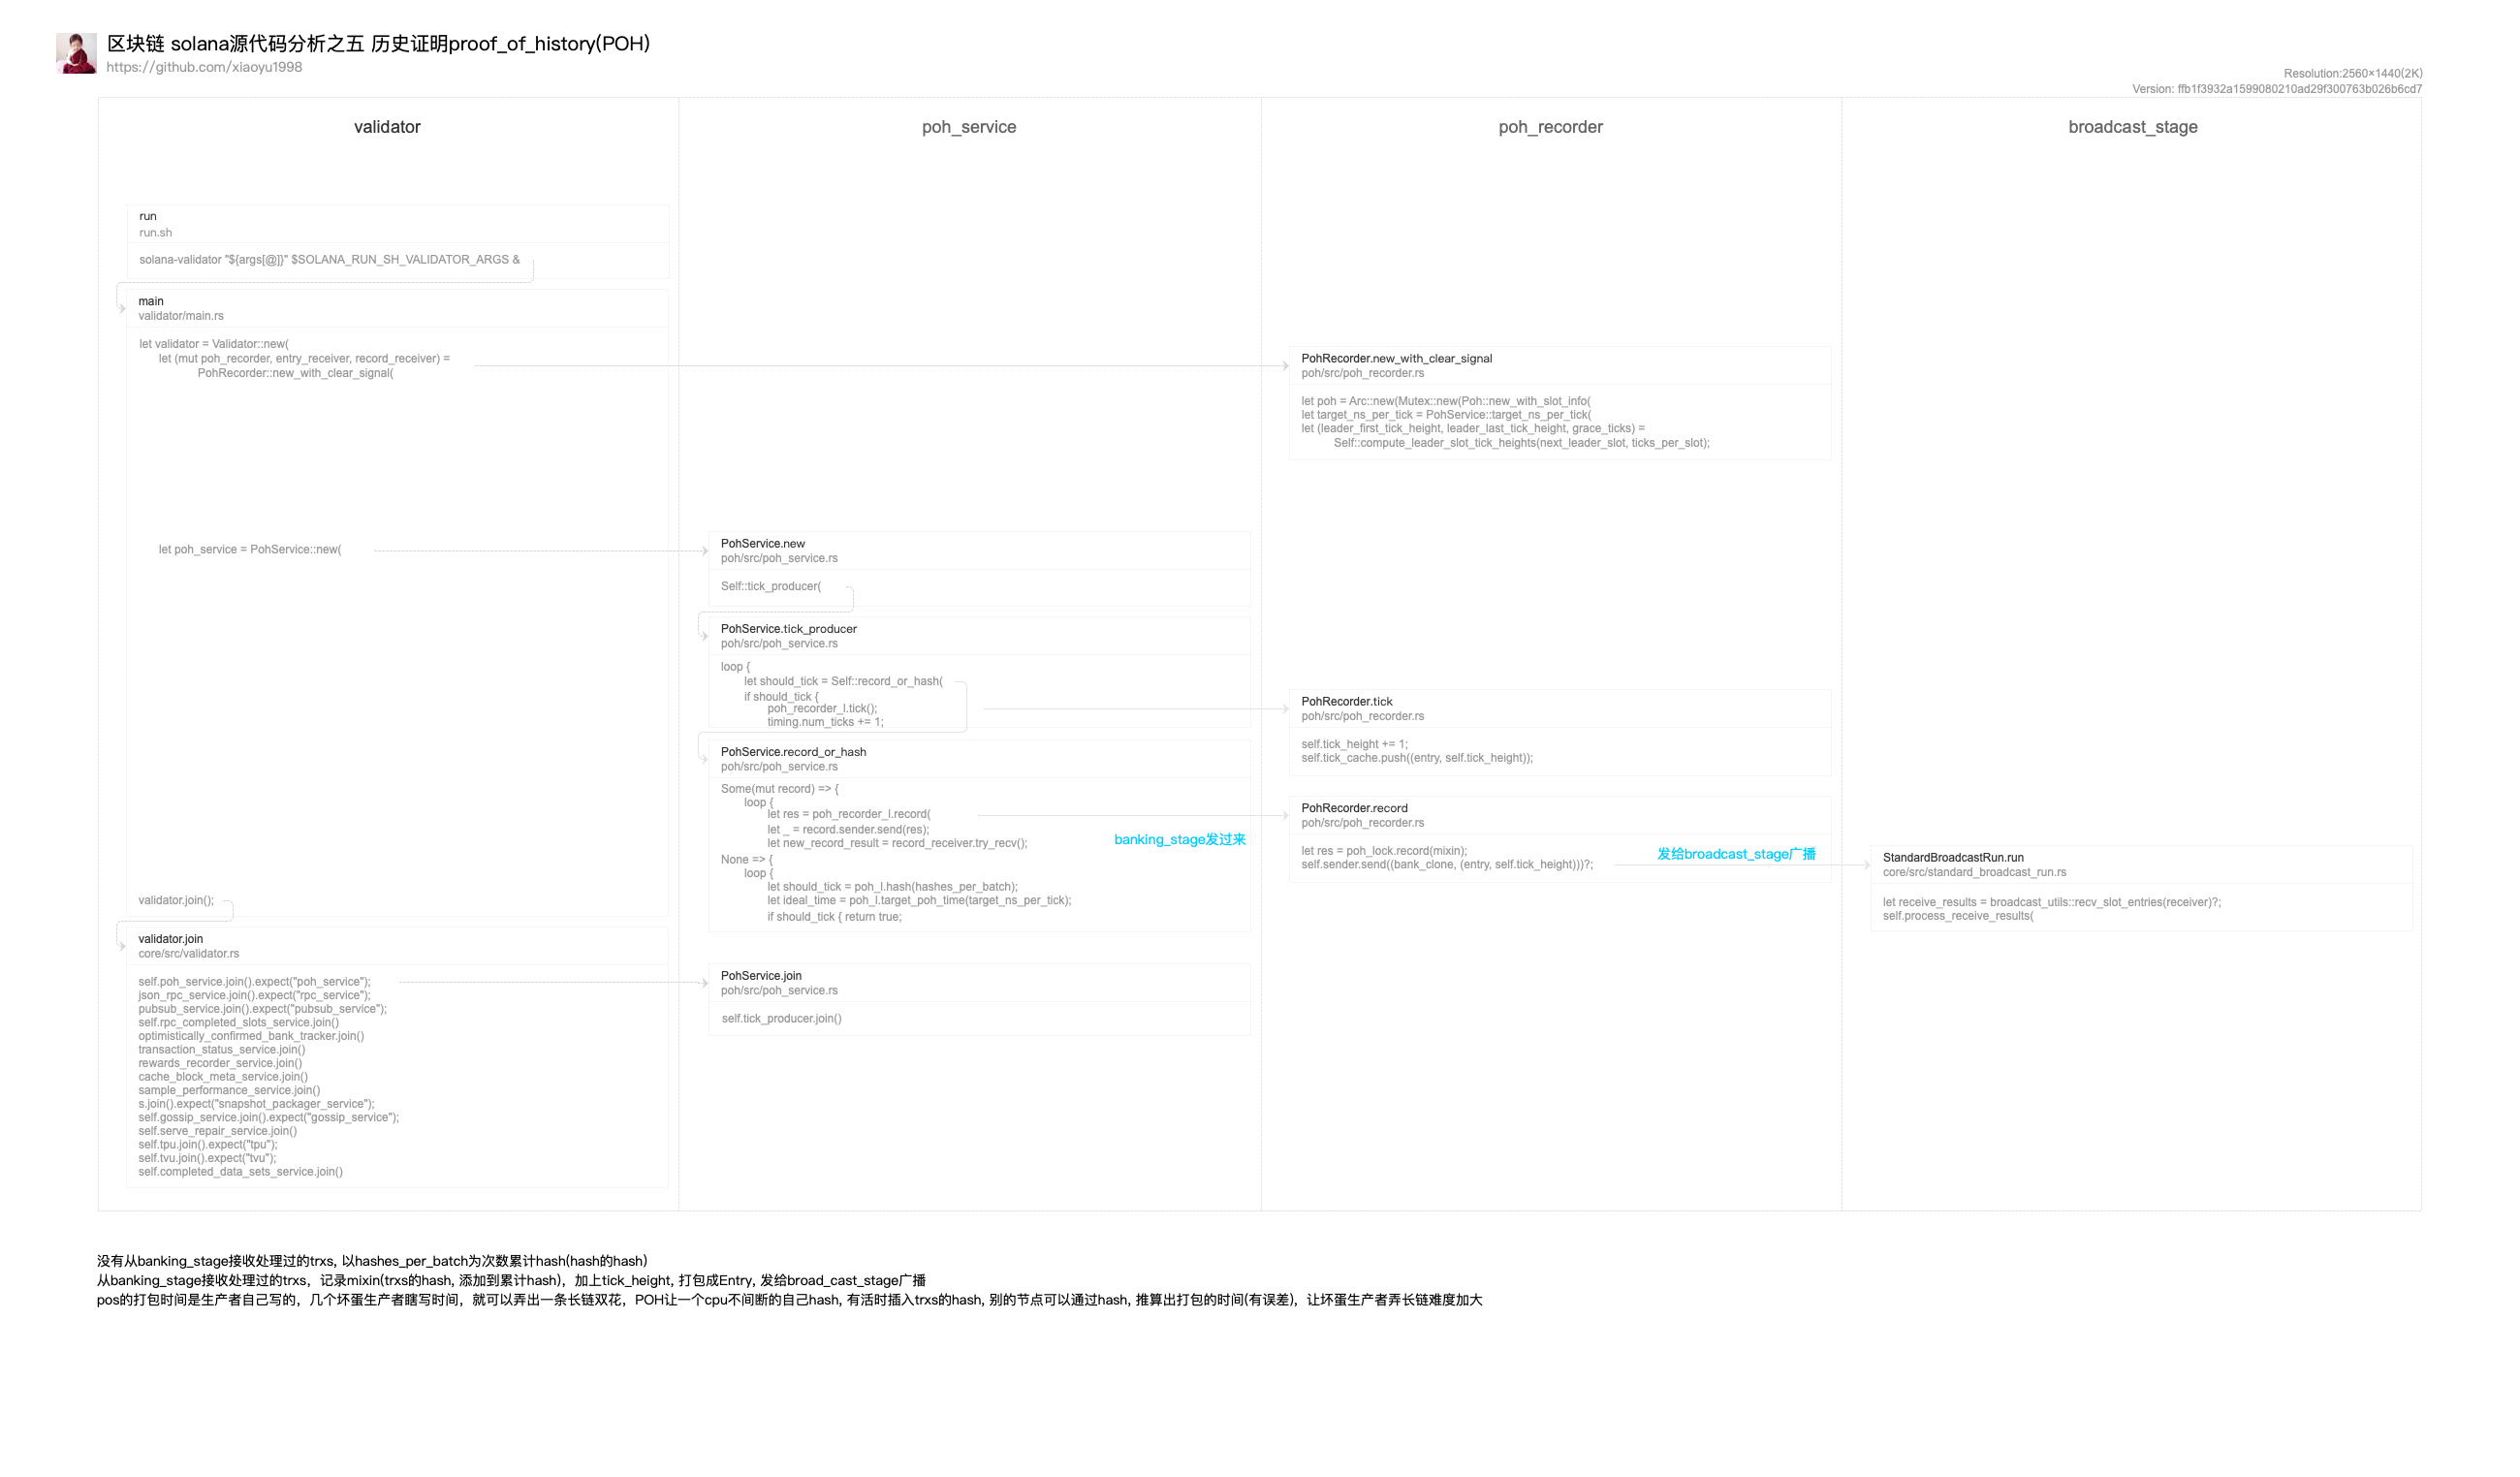 区块链 solana源代码分析之五 历史证明proof_of_history(POH)
https://github.com/xiaoyu1998
Resolution:2560×1440(2K)
Version: ffb1f3932a1599080210ad29f300763b026b6cd7
validator
poh_service
poh_recorder
broadcast_stage
run
run.sh
solana-validator "${args[@]}" $SOLANA_RUN_SH_VALIDATOR_ARGS &
main
validator/main.rs
let validator = Validator::new(
let (mut poh_recorder, entry_receiver, record_receiver) =
PohRecorder::new_with_clear_signal(
let poh_service = PohService::new(
validator.join();
validator.join
core/src/validator.rs
self.poh_service.join().expect("poh_service");
json_rpc_service.join().expect("rpc_service");
pubsub_service.join().expect("pubsub_service");
self.rpc_completed_slots_service.join()
optimistically_confirmed_bank_tracker.join()
transaction_status_service.join()
rewards_recorder_service.join()
cache_block_meta_service.join()
sample_performance_service.join()
s.join().expect("snapshot_packager_service");
self.gossip_service.join().expect("gossip_service");
self.serve_repair_service.join()
self.tpu.join().expect("tpu");
self.tvu.join().expect("tvu");
self.completed_data_sets_service.join()
PohService.new
poh/src/poh_service.rs
Self::tick_producer(
PohService.tick_producer
poh/src/poh_service.rs
loop {
let should_tick = Self::record_or_hash(
if should_tick {
poh_recorder_l.tick();
timing.num_ticks += 1;
PohService.record_or_hash
poh/src/poh_service.rs
Some(mut record) => {
loop {
let res = poh_recorder_l.record(
let _ = record.sender.send(res);
let new_record_result = record_receiver.try_recv();
banking_stage发过来
None => {
loop {
let should_tick = poh_l.hash(hashes_per_batch);
let ideal_time = poh_l.target_poh_time(target_ns_per_tick);
if should_tick { return true;
PohService.join
poh/src/poh_service.rs
self.tick_producer.join()
PohRecorder.new_with_clear_signal
poh/src/poh_recorder.rs
let poh = Arc::new(Mutex::new(Poh::new_with_slot_info(
let target_ns_per_tick = PohService::target_ns_per_tick(
let (leader_first_tick_height, leader_last_tick_height, grace_ticks) =
Self::compute_leader_slot_tick_heights(next_leader_slot, ticks_per_slot);
PohRecorder.tick
poh/src/poh_recorder.rs
self.tick_height += 1;
self.tick_cache.push((entry, self.tick_height));
PohRecorder.record
poh/src/poh_recorder.rs
let res = poh_lock.record(mixin);
self.sender.send((bank_clone, (entry, self.tick_height)))?;
发给broadcast_stage广播
StandardBroadcastRun.run
core/src/standard_broadcast_run.rs
let receive_results = broadcast_utils::recv_slot_entries(receiver)?;
self.process_receive_results(
没有从banking_stage接收处理过的trxs, 以hashes_per_batch为次数累计hash(hash的hash)
从banking_stage接收处理过的trxs，记录mixin(trxs的hash, 添加到累计hash)，加上tick_height, 打包成Entry, 发给broad_cast_stage广播
pos的打包时间是生产者自己写的，几个坏蛋生产者瞎写时间，就可以弄出一条长链双花，POH让一个cpu不间断的自己hash, 有活时插入trxs的hash, 别的节点可以通过hash, 推算出打包的时间(有误差)，让坏蛋生产者弄长链难度加大